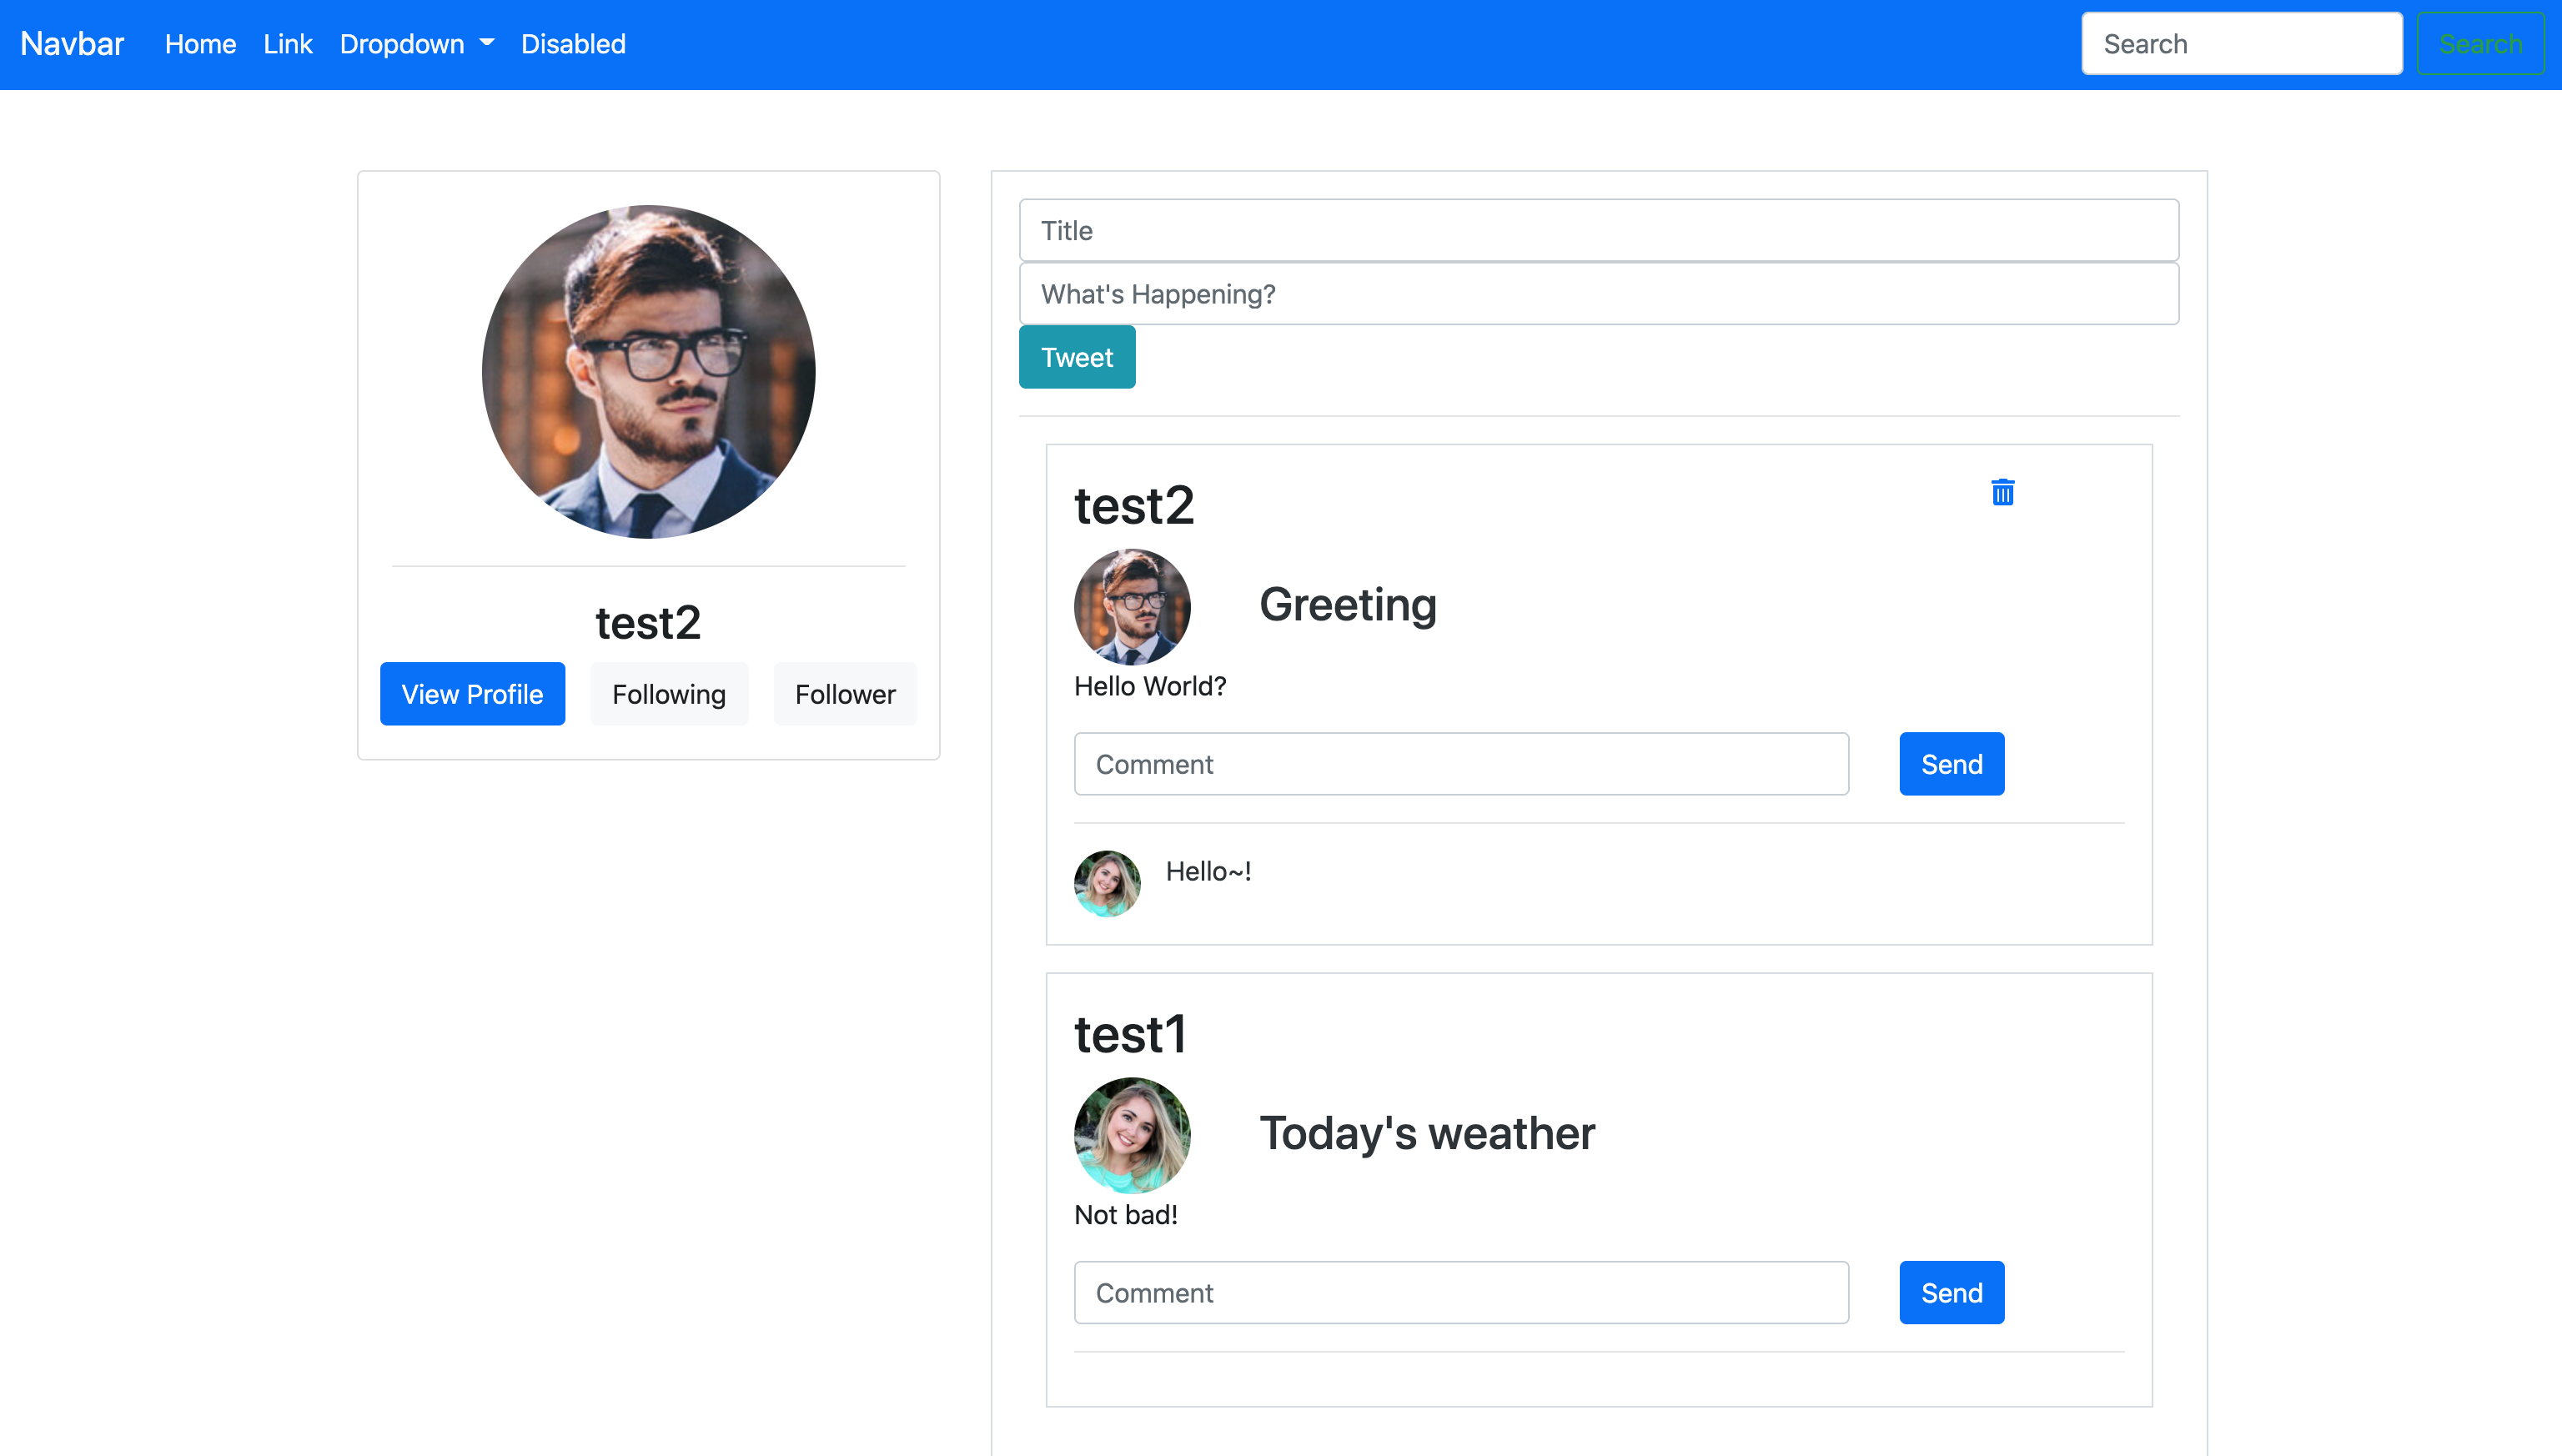 Navbar Home Link Dropdown Disabled Search Search
test2
View Profile Following Follower
Title
What's Happening?
Tweet
test2
Greeting
Hello World?
Comment Send
Hello~!
test1
Today's weather
Not bad!
Comment Send